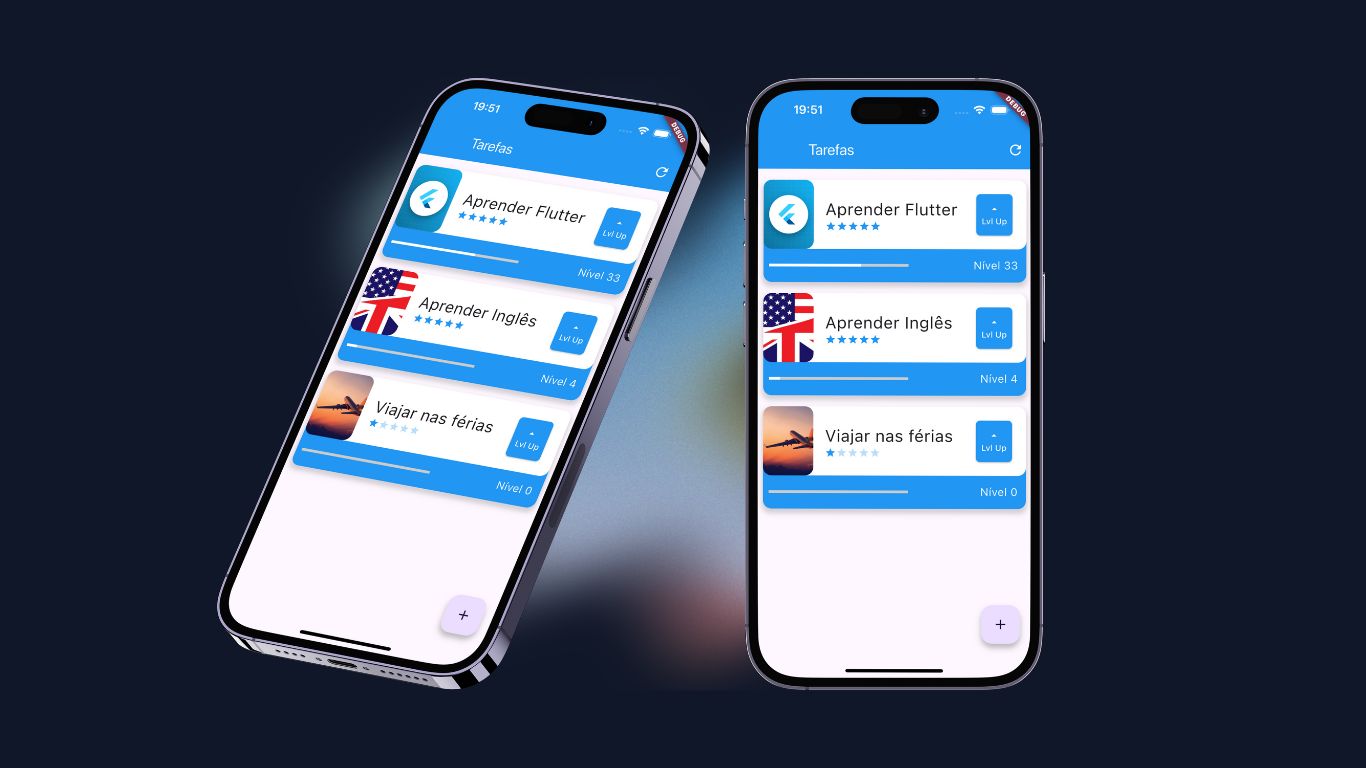 19:51
DEBUG
Tarefas
Aprender Flutter
Lvl Up
Nível 33
Aprender Inglês
Lvl Up
Nível 4
Viajar nas férias
Lvl Up
Nível 0
+
19:51
DEBUG
Tarefas
Aprender Flutter
Lvl Up
Nível 33
Aprender Inglês
Lvl Up
Nível 4
Viajar nas férias
Lvl Up
Nível 0
+